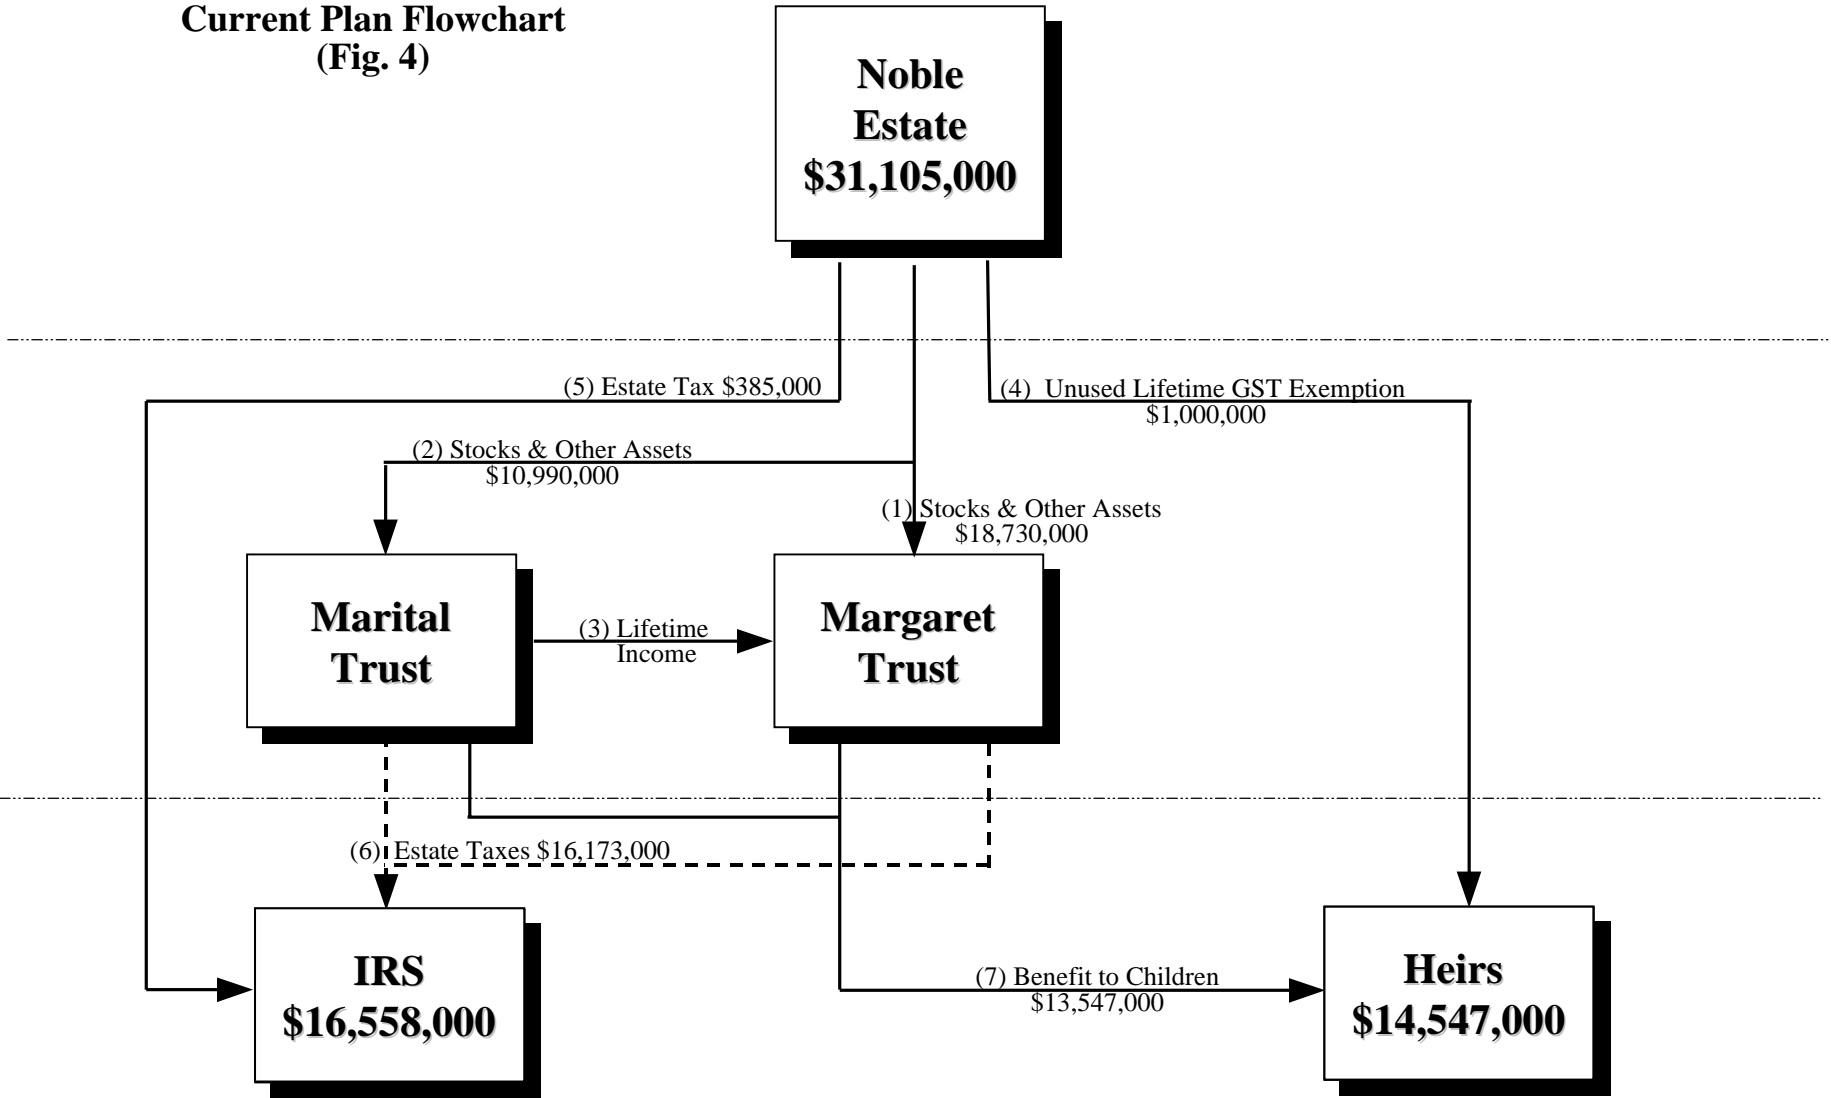 Current Plan Flowchart
(Fig. 4)
Noble
Estate
$31,105,000
(5) Estate Tax $385,000
(4) Unused Lifetime GST Exemption
$1,000,000
(2) Stocks & Other Assets
$10,990,000
(1) Stocks & Other Assets
$18,730,000
Marital
Trust
(3) Lifetime
Income
Margaret
Trust
(6) Estate Taxes $16,173,000
IRS
$16,558,000
(7) Benefit to Children
$13,547,000
Heirs
$14,547,000